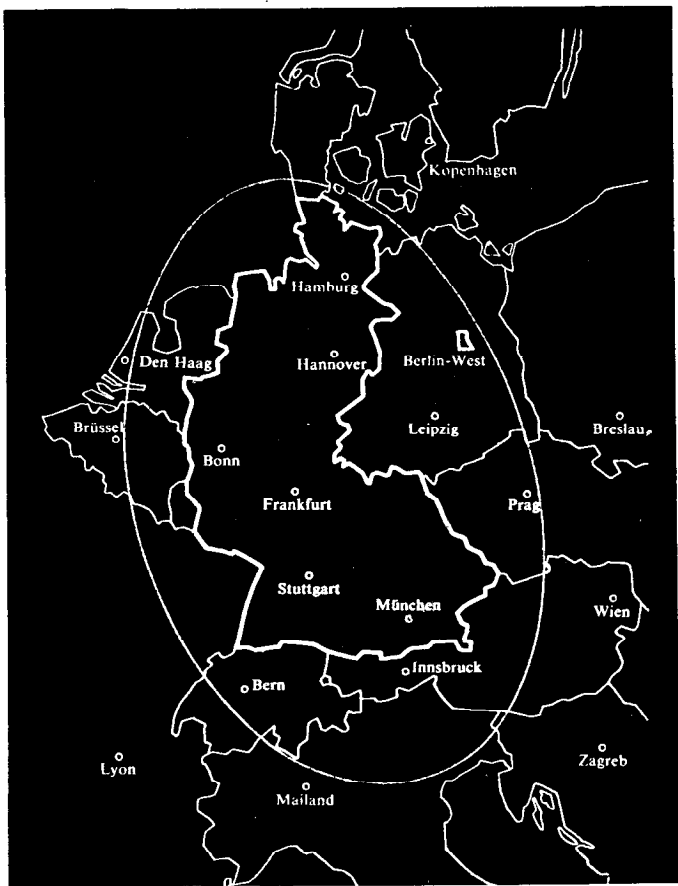 Kopenhagen
Hamburg
Den Haag
Hannover
Berlin-West
Brüssel
Leipzig
Breslau
Bonn
Frankfurt
Prag
Stuttgart
München
Wien
Innsbruck
Bern
Lyon
Zagreb
Mailand